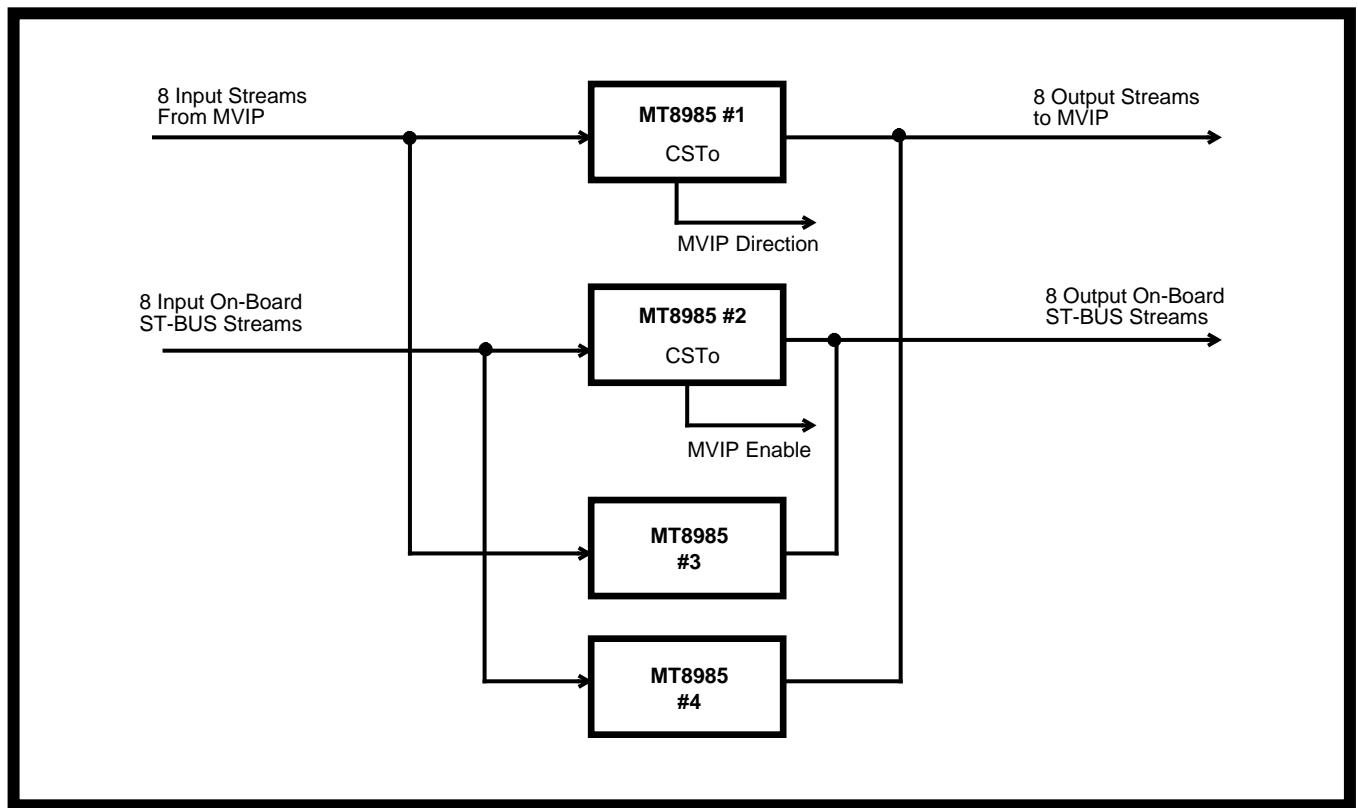 8 Input Streams
From MVIP
MT8985 #1
CSTo
8 Output Streams
to MVIP
MVIP Direction
8 Input On-Board
ST-BUS Streams
MT8985 #2
CSTo
8 Output On-Board
ST-BUS Streams
MVIP Enable
MT8985
#3
MT8985
#4